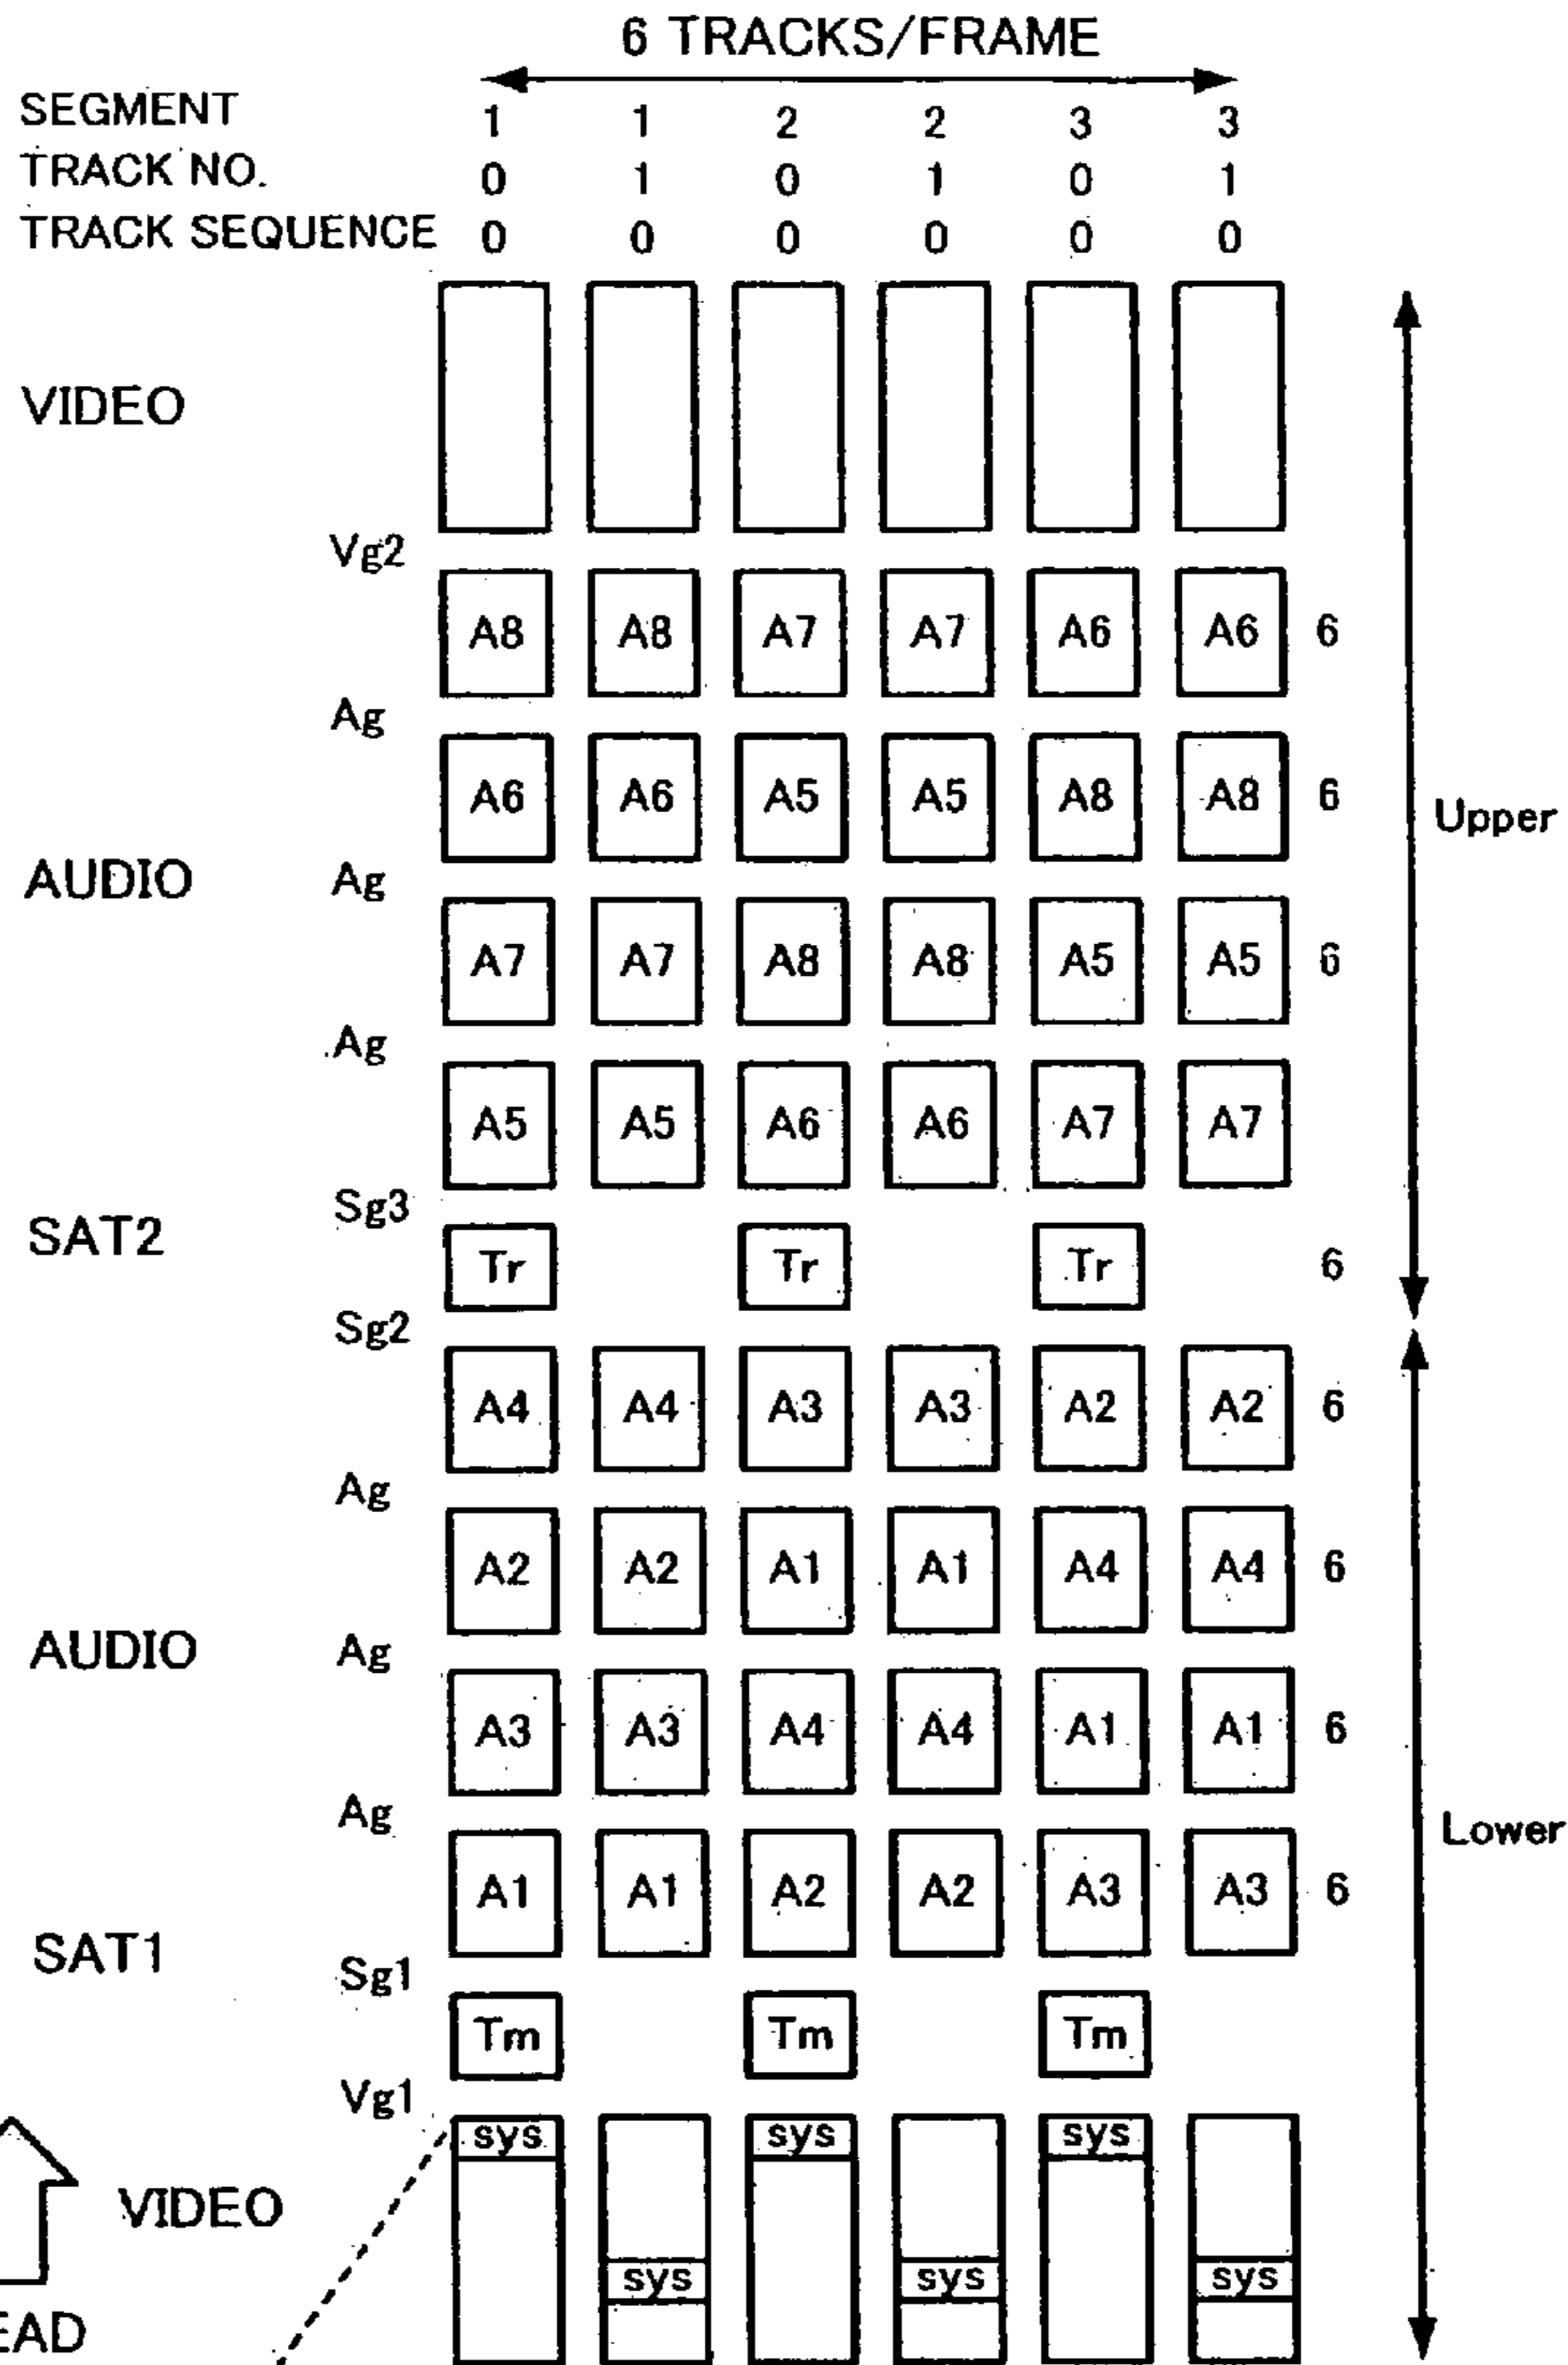 6 TRACKS/FRAME
SEGMENT 1 1 2 2 3 3
TRACK NO. 0 1 0 1 0 1
TRACK SEQUENCE 0 0 0 0 0 0
VIDEO
Vg2
A8 A8 A7 A7 A6 A6 6
Ag
A6 A6 A5 A5 A8 A8 6
Upper
AUDIO Ag
A7 A7 A8 A8 A5 A5 6
Ag
A5 A5 A6 A6 A7 A7
Sg3
SAT2 Tr Tr Tr 6
Sg2
A4 A4 A3 A3 A2 A2 6
Ag
A2 A2 A1 A1 A4 A4 6
AUDIO Ag
A3 A3 A4 A4 A1 A1 6
Ag
Lower
A1 A1 A2 A2 A3 A3 6
SAT1
Sg1
Tm Tm Tm
Vg1
sys sys sys
VIDEO
sys sys sys
EAD